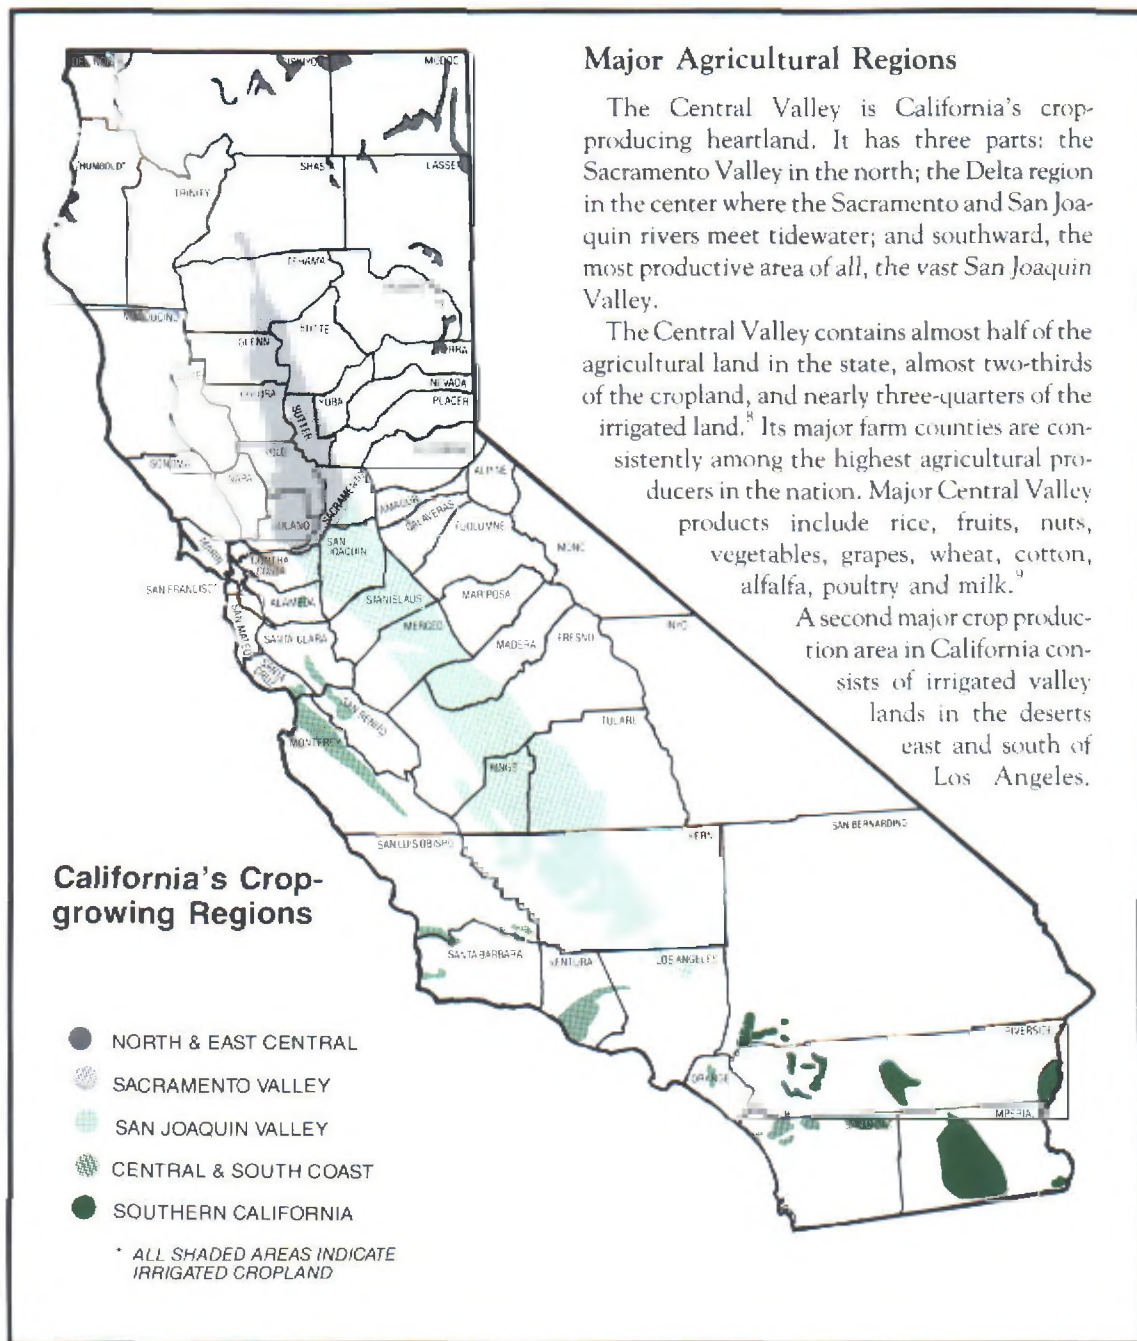 Major Agricultural Regions
The Central Valley is California's crop-
producing heartland. It has three parts: the
Sacramento Valley in the north; the Delta region
in the center where the Sacramento and San Joa-
quin rivers meet tidewater; and southward, the
most productive area of all, the vast San Joaquin
Valley.
The Central Valley contains almost half of the
agricultural land in the state, almost two-thirds
of the cropland, and nearly three-quarters of the
irrigated land.⁸ Its major farm counties are con-
sistently among the highest agricultural pro-
ducers in the nation. Major Central Valley
products include rice, fruits, nuts,
vegetables, grapes, wheat, cotton,
alfalfa, poultry and milk.⁹
A second major crop produc-
tion area in California con-
sists of irrigated valley
lands in the deserts
east and south of
Los Angeles.
MODOC
HUMBOLDT
TRINITY
SHAS
LASSE
TEHAMA
BUTTE
GLENN
NEVADA
PLACER
YUBA
SUTTER
YOLO
NAPA
SACRAMENTO
ALPINE
AMADOR
CALAVERAS
TUOLUMNE
MONO
SOLANO
MARIN
CONTRA
COSTA
SAN
JOAQUIN
SAN FRANCISCO
ALAMEDA
STANISLAUS
MARIPOSA
SAN MATEO
SANTA CLARA
MERCED
MADERA
FRESNO
INYO
SANTA
CRUZ
SAN BENITO
MONTEREY
TULARE
KINGS
SAN LUIS OBISPO
KERN
SAN BERNARDINO
SANTA BARBARA
VENTURA
LOS ANGELES
RIVERSIDE
ORANGE
IMPERIAL
California's Crop-
growing Regions
NORTH & EAST CENTRAL
SACRAMENTO VALLEY
SAN JOAQUIN VALLEY
CENTRAL & SOUTH COAST
SOUTHERN CALIFORNIA
* ALL SHADED AREAS INDICATE
IRRIGATED CROPLAND